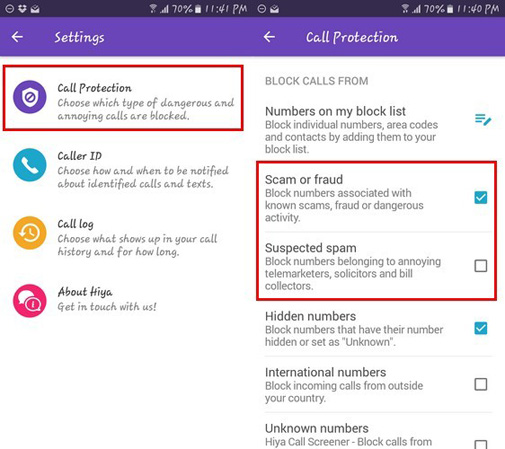 70% 11:41 PM
Settings
Call Protection
Choose which type of dangerous and
annoying calls are blocked.
Caller ID
Choose how and when to be notified
about identified calls and texts.
Call log
Choose what shows up in your call
history and for how long.
About Hiya
Get in touch with us!
70% 11:40 PM
Call Protection
BLOCK CALLS FROM
Numbers on my block list
Block individual numbers, area codes
and contacts by adding them to your
block list.
Scam or fraud
Block numbers associated with
known scams, fraud or dangerous
activity.
Suspected spam
Block numbers belonging to annoying
telemarketers, solicitors and bill
collectors.
Hidden numbers
Block numbers that have their number
hidden or set as "Unknown".
International numbers
Block incoming calls from outside
your country.
Unknown numbers
Hiya Call Screener - Block calls from